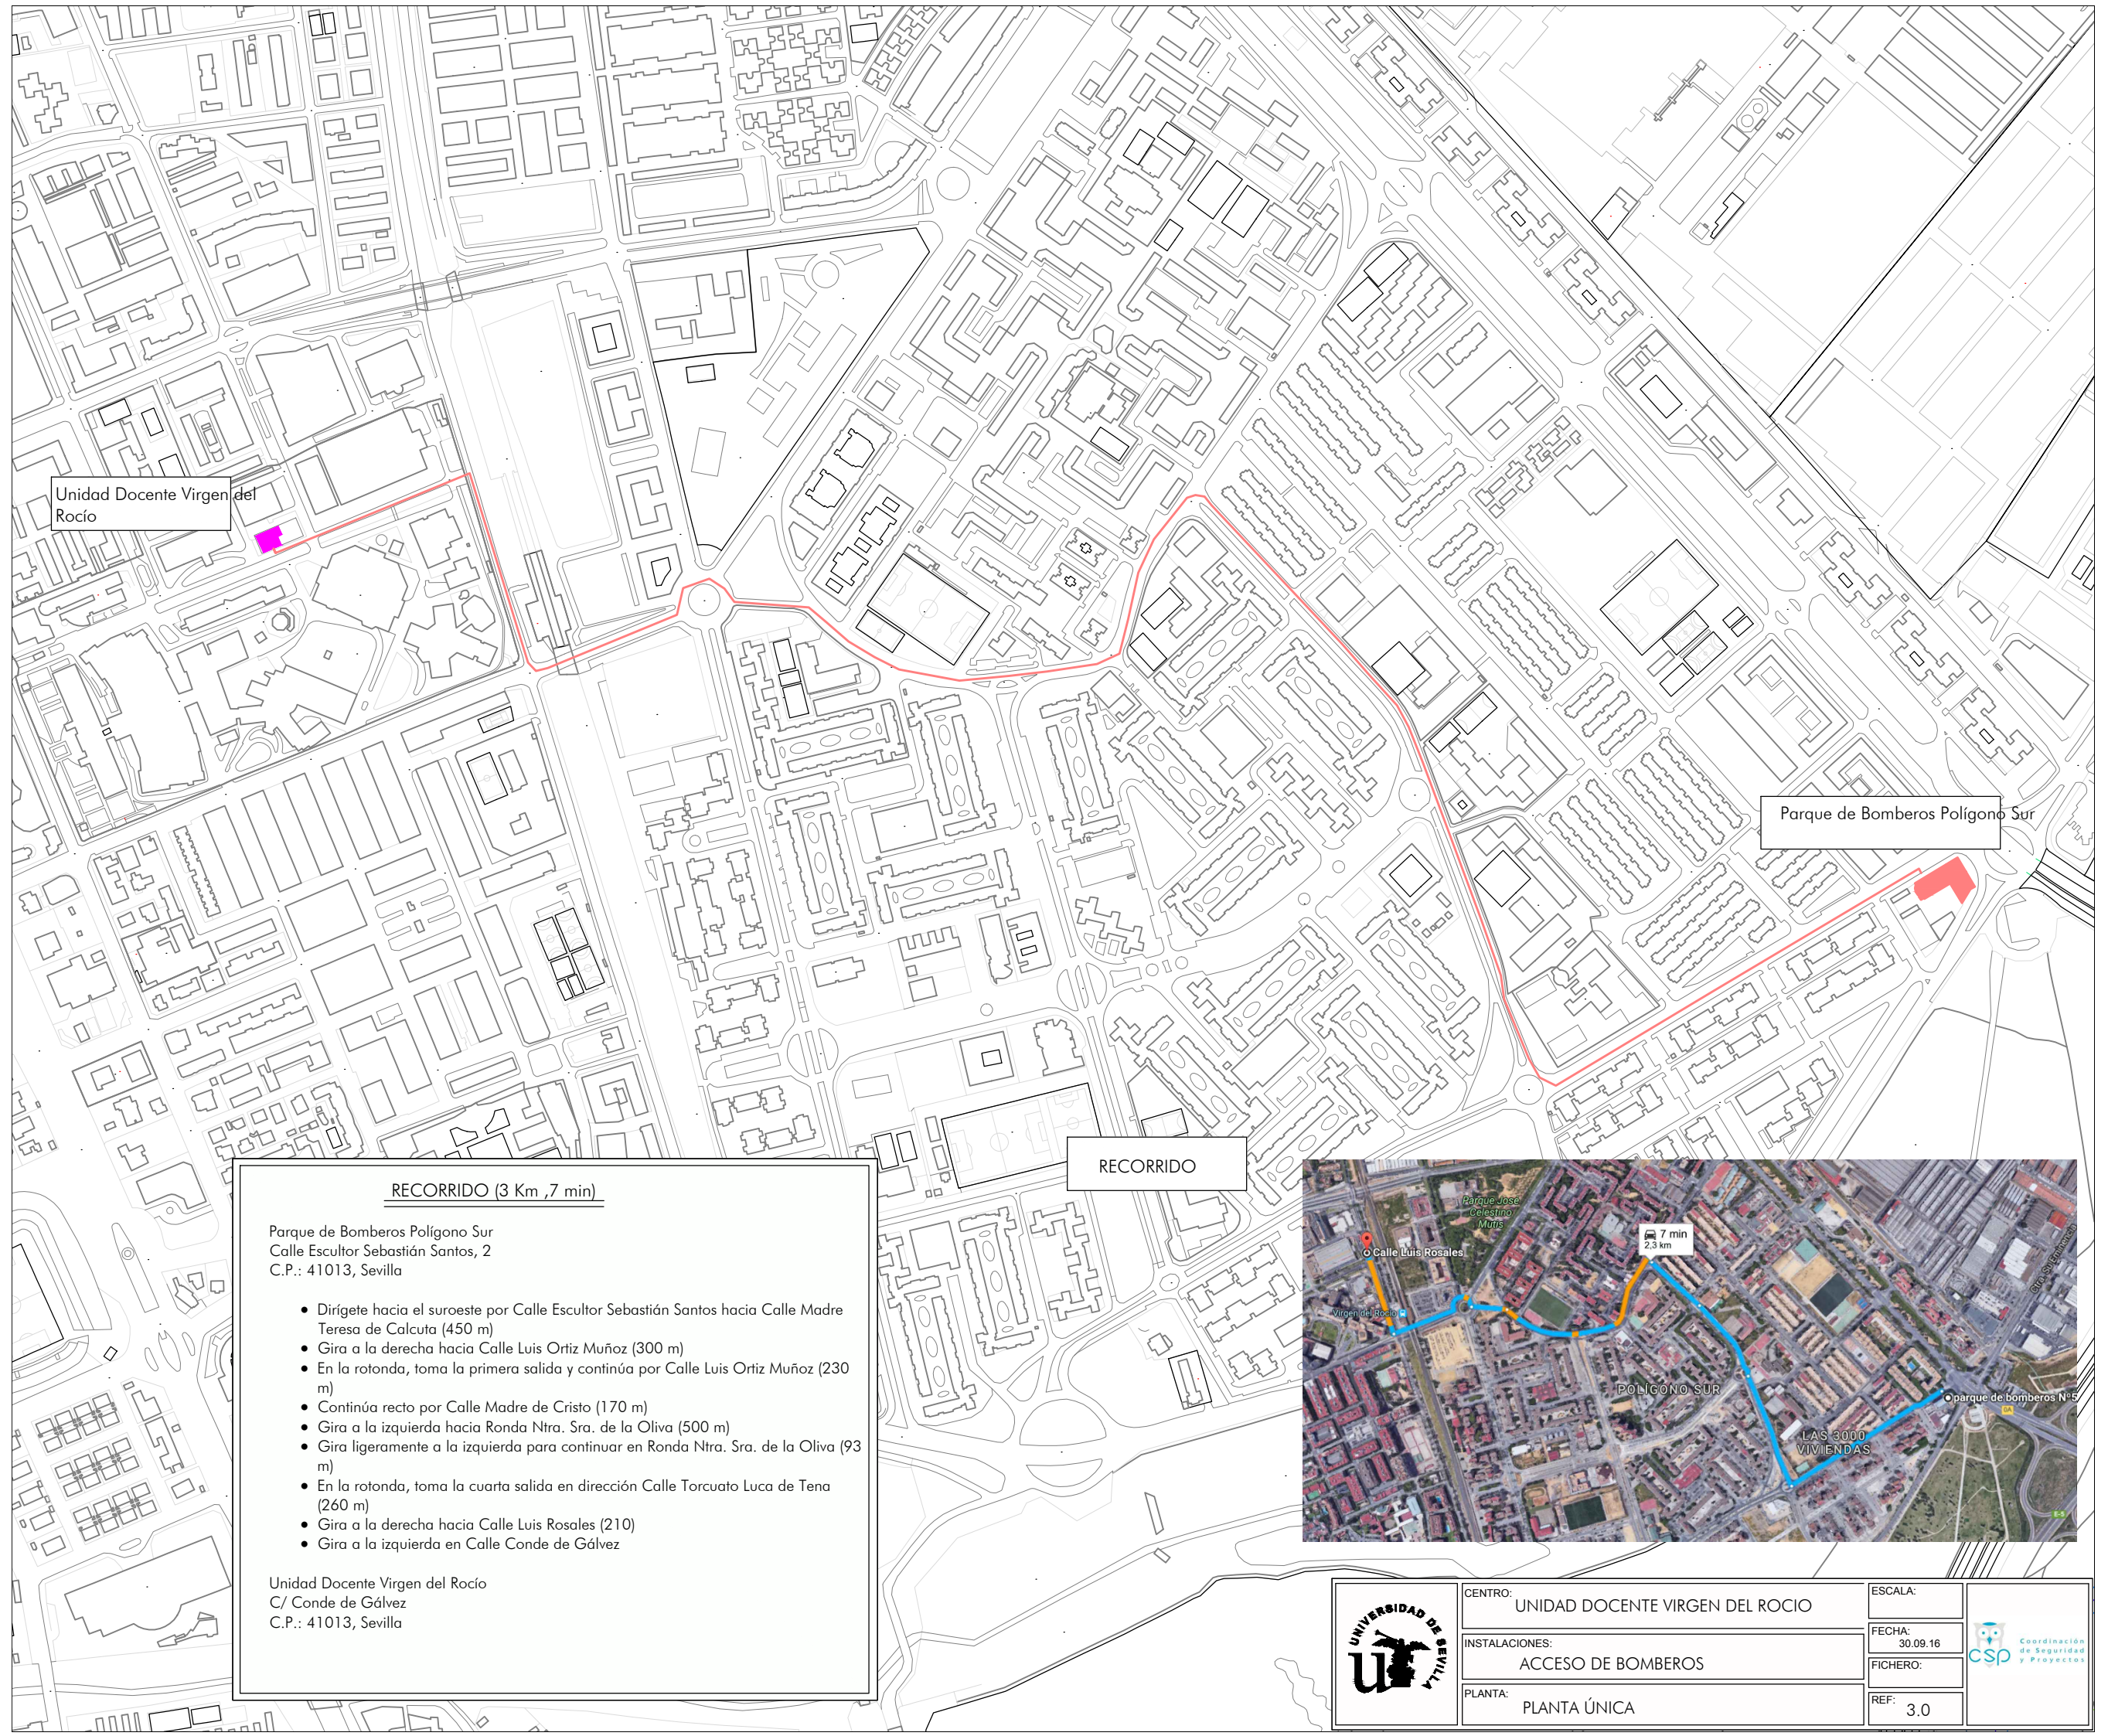 Unidad Docente Virgen del
Rocío
Parque de Bomberos Polígono Sur
RECORRIDO
RECORRIDO (3 Km ,7 min)
Parque de Bomberos Polígono Sur
Calle Escultor Sebastián Santos, 2
C.P.: 41013, Sevilla
• Dirígete hacia el suroeste por Calle Escultor Sebastián Santos hacia Calle Madre
Teresa de Calcuta (450 m)
• Gira a la derecha hacia Calle Luis Ortiz Muñoz (300 m)
• En la rotonda, toma la primera salida y continúa por Calle Luis Ortiz Muñoz (230
m)
• Continúa recto por Calle Madre de Cristo (170 m)
• Gira a la izquierda hacia Ronda Ntra. Sra. de la Oliva (500 m)
• Gira ligeramente a la izquierda para continuar en Ronda Ntra. Sra. de la Oliva (93
m)
• En la rotonda, toma la cuarta salida en dirección Calle Torcuato Luca de Tena
(260 m)
• Gira a la derecha hacia Calle Luis Rosales (210)
• Gira a la izquierda en Calle Conde de Gálvez
Unidad Docente Virgen del Rocío
C/ Conde de Gálvez
C.P.: 41013, Sevilla
Parque José
Celestino
Mutis
Calle Luis Rosales
7 min
2,3 km
Virgen del Rocío
POLÍGONO SUR
parque de bomberos Nº5
LAS 3000
VIVIENDAS
Ctra. Su Eminencia
E-5
UNIVERSIDAD DE SEVILLA
CENTRO:
UNIDAD DOCENTE VIRGEN DEL ROCIO
INSTALACIONES:
ACCESO DE BOMBEROS
PLANTA:
PLANTA ÚNICA
ESCALA:
FECHA:
30.09.16
FICHERO:
REF:
3.0
csp
Coordinación
de Seguridad
y Proyectos